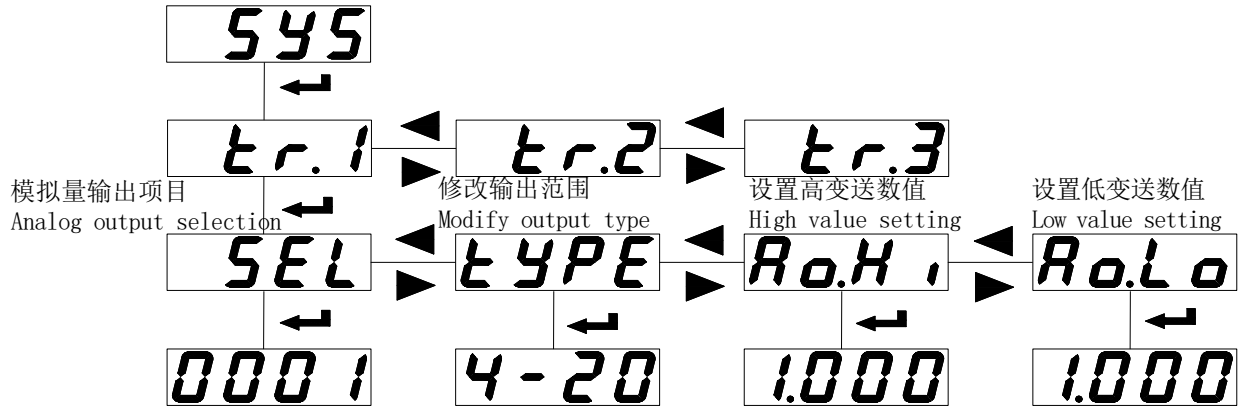 SYS
tr.1 tr.2 tr.3
模拟量输出项目 修改输出范围 设置高变送数值 设置低变送数值
Analog output selection Modify output type High value setting Low value setting
SEL tYPE Ao.Hi Ao.Lo
0001 4-20 1.000 1.000